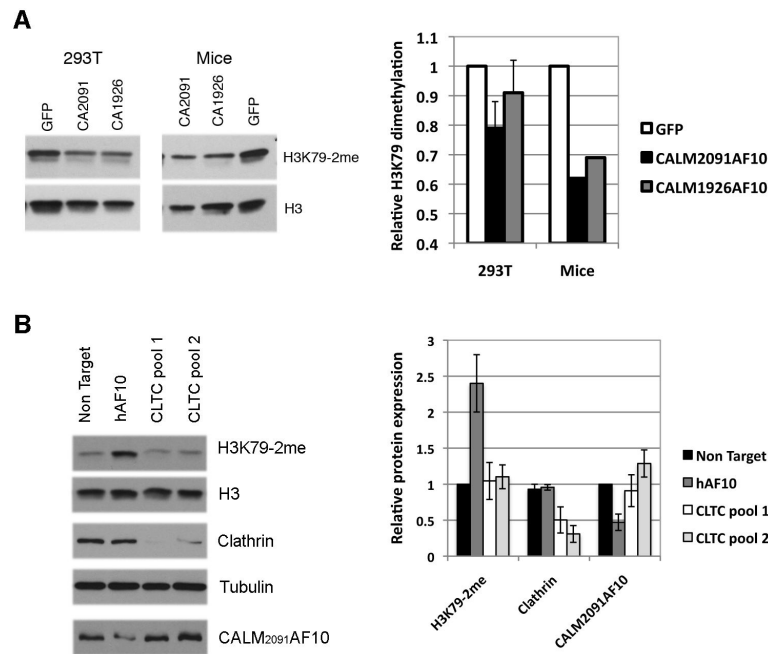 A
293T
Mice
GFP
CA2091
CA1926
CA2091
CA1926
GFP
H3K79-2me
H3
Relative H3K79 dimethylation
1.1
1
0.9
0.8
0.7
0.6
0.5
0.4
293T
Mice
GFP
CALM2091AF10
CALM1926AF10
B
Non Target
hAF10
CLTC pool 1
CLTC pool 2
H3K79-2me
H3
Clathrin
Tubulin
CALM2091AF10
Relative protein expression
3
2.5
2
1.5
1
0.5
0
H3K79-2me
Clathrin
CALM2091AF10
Non Target
hAF10
CLTC pool 1
CLTC pool 2